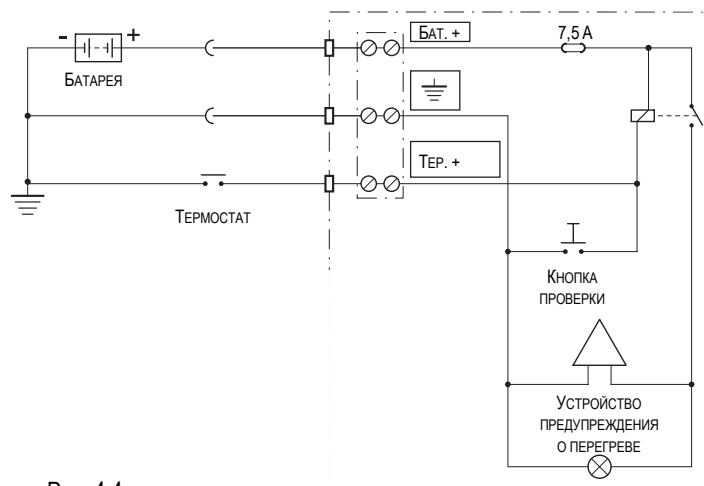 - +
БАТАРЕЯ
БАТ. +
7,5 А
ТЕР. +
ТЕРМОСТАТ
КНОПКА
ПРОВЕРКИ
УСТРОЙСТВО
ПРЕДУПРЕЖДЕНИЯ
О ПЕРЕГРЕВЕ